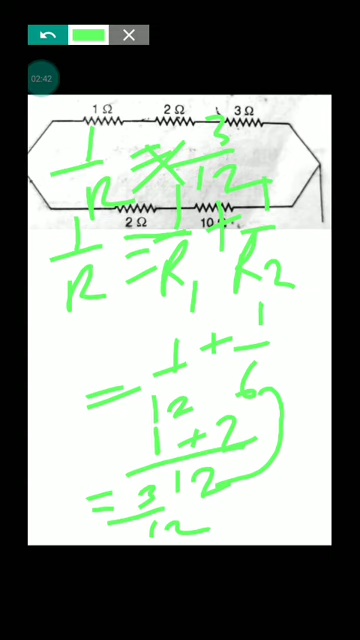 02:42
1 Ω 2 Ω 3 Ω
1/R = 3/12
2 Ω 10 Ω
1/R = 1/R1 + 1/R2
= 1/12 + 1/6
1 + 2/12
= 3/12